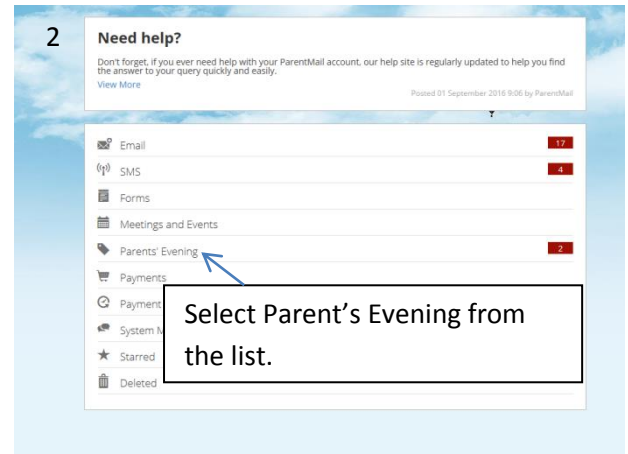 2
Need help?
Don't forget, if you ever need help with your ParentMail account, our help site is regularly updated to help you find
the answer to your query quickly and easily.
View More
Posted 01 September 2016 9:06 by ParentMail
Email 17
SMS 4
Forms
Meetings and Events
Parents' Evening 2
Payments
Payment
System M
Starred
Deleted
Select Parent's Evening from
the list.